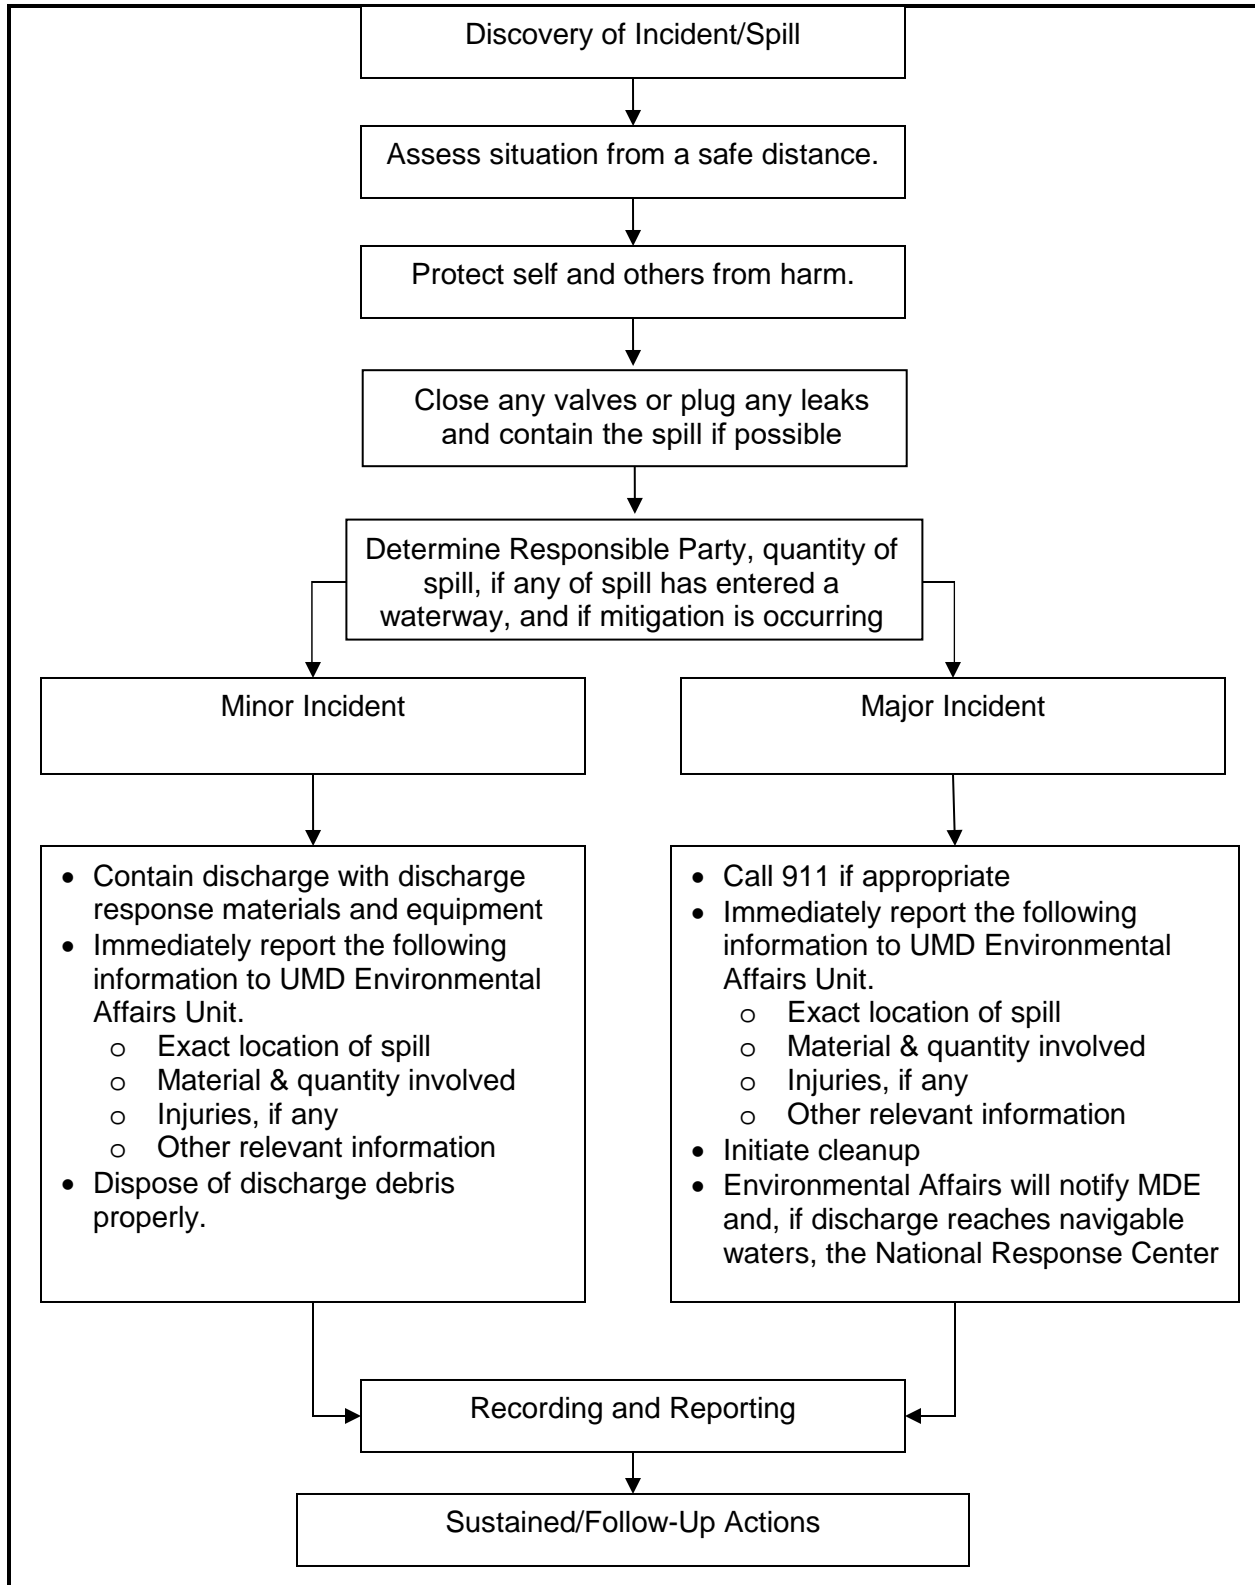 Discovery of Incident/Spill
Assess situation from a safe distance.
Protect self and others from harm.
Close any valves or plug any leaks
and contain the spill if possible
Determine Responsible Party, quantity of
spill, if any of spill has entered a
waterway, and if mitigation is occurring
Minor Incident
Major Incident
• Contain discharge with discharge
response materials and equipment
• Immediately report the following
information to UMD Environmental
Affairs Unit.
o Exact location of spill
o Material & quantity involved
o Injuries, if any
o Other relevant information
• Dispose of discharge debris
properly.
• Call 911 if appropriate
• Immediately report the following
information to UMD Environmental
Affairs Unit.
o Exact location of spill
o Material & quantity involved
o Injuries, if any
o Other relevant information
• Initiate cleanup
• Environmental Affairs will notify MDE
and, if discharge reaches navigable
waters, the National Response Center
Recording and Reporting
Sustained/Follow-Up Actions